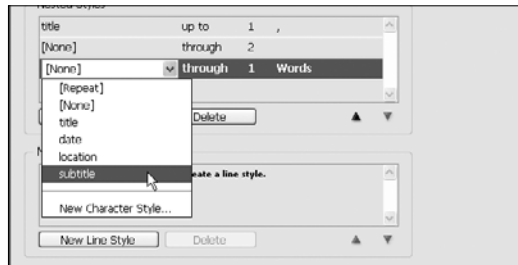 Nested Styles
title up to 1 ,
[None] through 2
[None] through 1 Words
[Repeat]
[None]
title
date
location
subtitle
New Character Style...
Delete
eate a line style.
New Line Style Delete